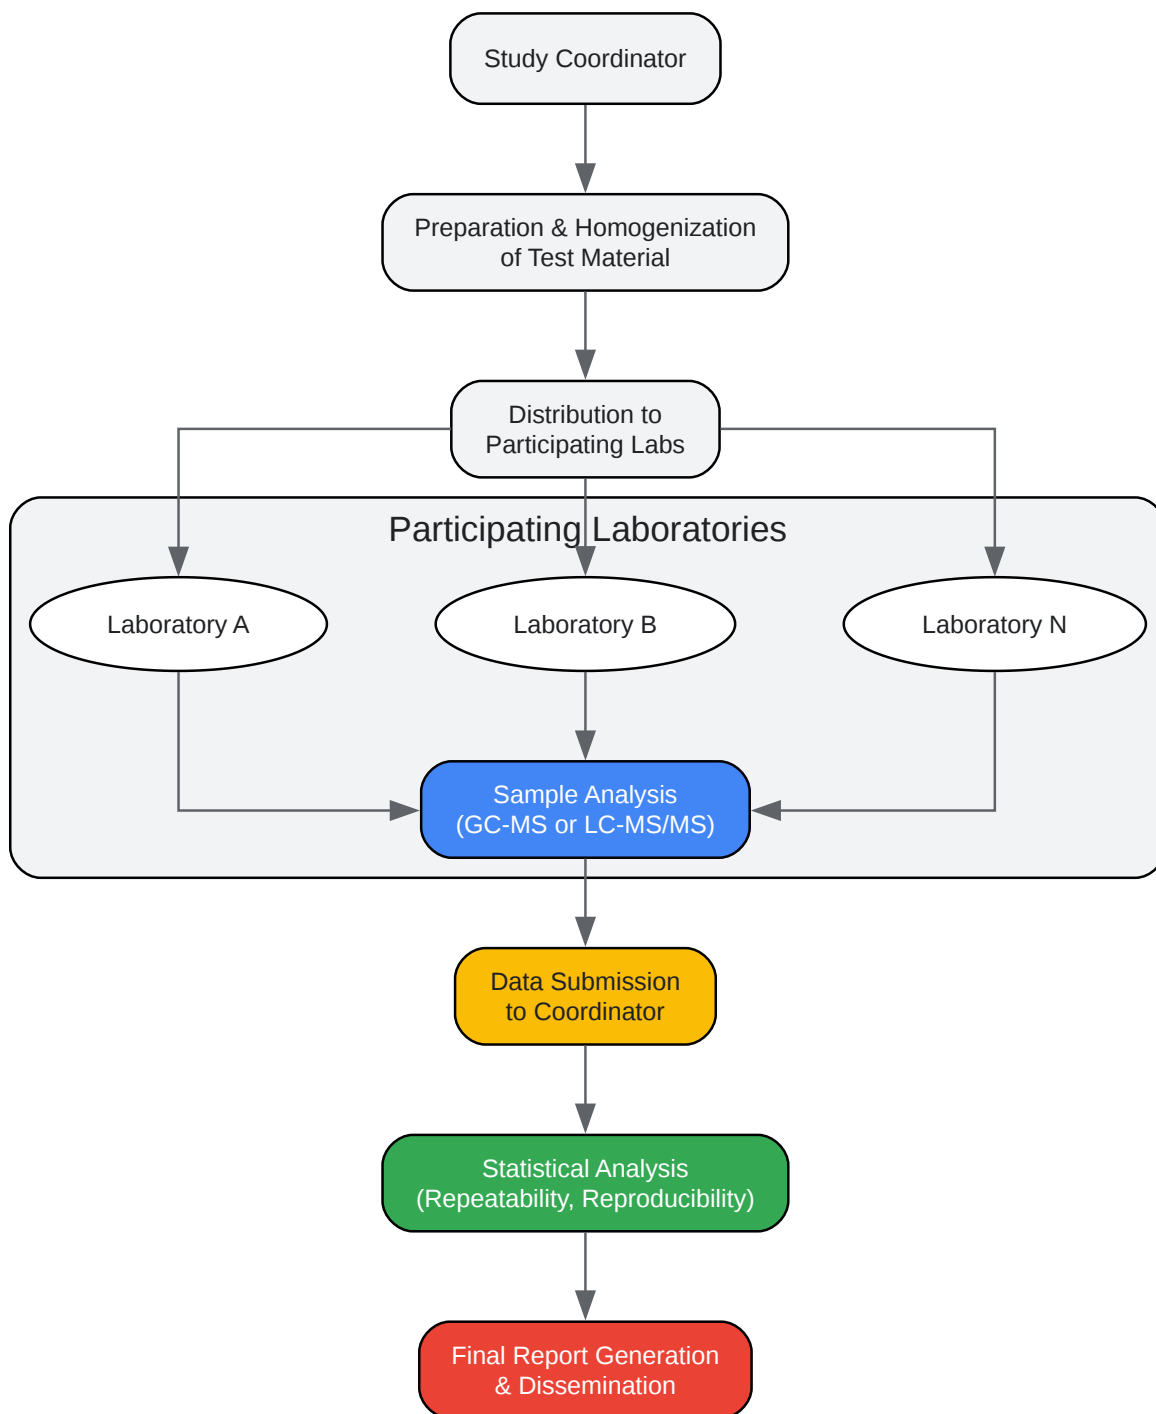 Study Coordinator
Preparation & Homogenization
of Test Material
Distribution to
Participating Labs
Participating Laboratories
Laboratory A
Laboratory B
Laboratory N
Sample Analysis
(GC-MS or LC-MS/MS)
Data Submission
to Coordinator
Statistical Analysis
(Repeatability, Reproducibility)
Final Report Generation
& Dissemination